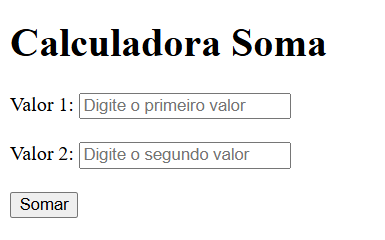 Calculadora Soma
Valor 1: Digite o primeiro valor
Valor 2: Digite o segundo valor
Somar